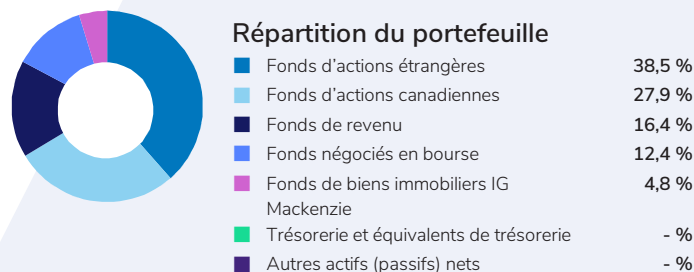 Répartition du portefeuille
Fonds d’actions étrangères 38,5 %
Fonds d’actions canadiennes 27,9 %
Fonds de revenu 16,4 %
Fonds négociés en bourse 12,4 %
Fonds de biens immobiliers IG 4,8 %
Mackenzie
Trésorerie et équivalents de trésorerie - %
Autres actifs (passifs) nets - %